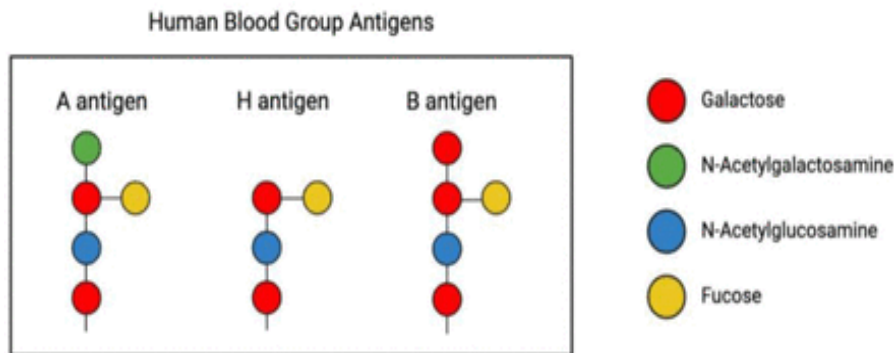 Human Blood Group Antigens
A antigen
H antigen
B antigen
Galactose
N-Acetylgalactosamine
N-Acetylglucosamine
Fucose